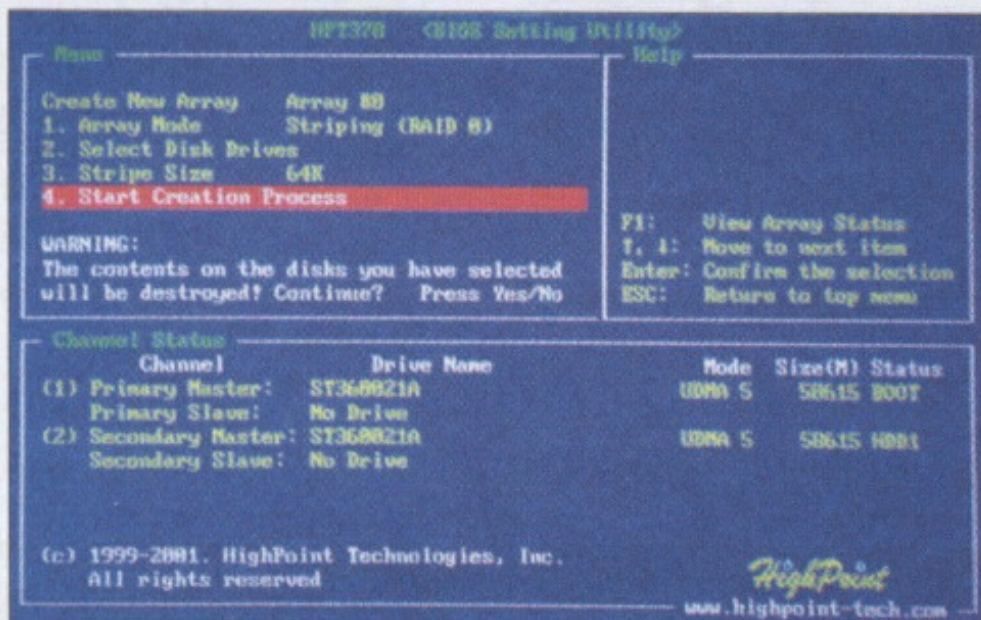 HPT370 <BIOS Setting Utility>
Menu
Create New Array Array #0
1. Array Mode Striping (RAID 0)
2. Select Disk Drives
3. Stripe Size 64K
4. Start Creation Process
WARNING:
The contents on the disks you have selected
will be destroyed! Continue? Press Yes/No
Help
F1: View Array Status
↑, ↓: Move to next item
Enter: Confirm the selection
ESC: Return to top menu
Channel Status
Channel Drive Name Mode Size(M) Status
(1) Primary Master: ST360021A UDMA 5 58615 BOOT
Primary Slave: No Drive
(2) Secondary Master: ST360021A UDMA 5 58615 HDD1
Secondary Slave: No Drive
(c) 1999-2001. HighPoint Technologies, Inc.
All rights reserved
HighPoint
www.highpoint-tech.com